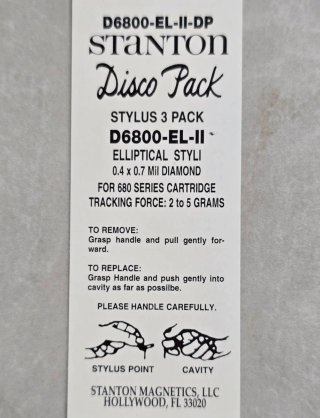 D6800-EL-II-DP
STANTON
Disco Pack
STYLUS 3 PACK
D6800-EL-II
ELLIPTICAL STYLI
0.4 x 0.7 Mil DIAMOND
FOR 680 SERIES CARTRIDGE
TRACKING FORCE: 2 to 5 GRAMS
TO REMOVE:
Grasp handle and pull gently for-
ward.
TO REPLACE:
Grasp Handle and push gently into
cavity as far as possilbe.
PLEASE HANDLE CAREFULLY.
STYLUS POINT CAVITY
STANTON MAGNETICS, LLC
HOLLYWOOD, FL 33020